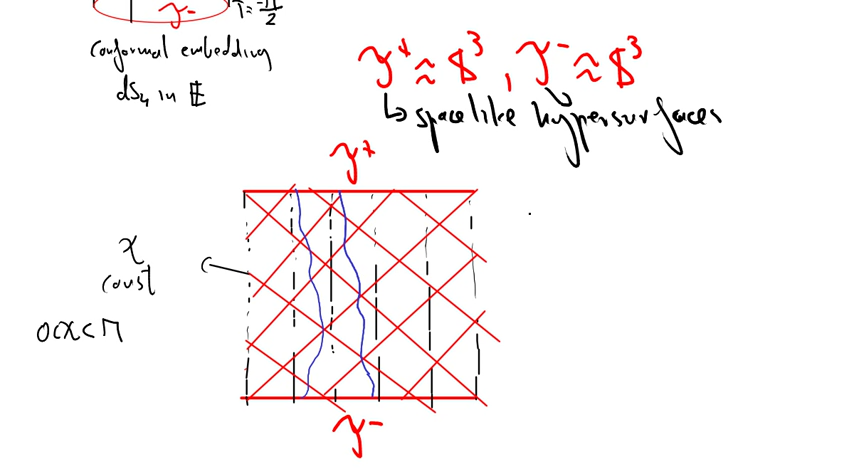 𝒥⁻ T = -π/2
conformal embedding
dS₄ in 𝔼
𝒥⁺ ≈ 𝕊³, 𝒥⁻ ≈ 𝕊³
↳ spacelike hypersurfaces
𝒥⁺
χ
const
0<χ<π
𝒥⁻